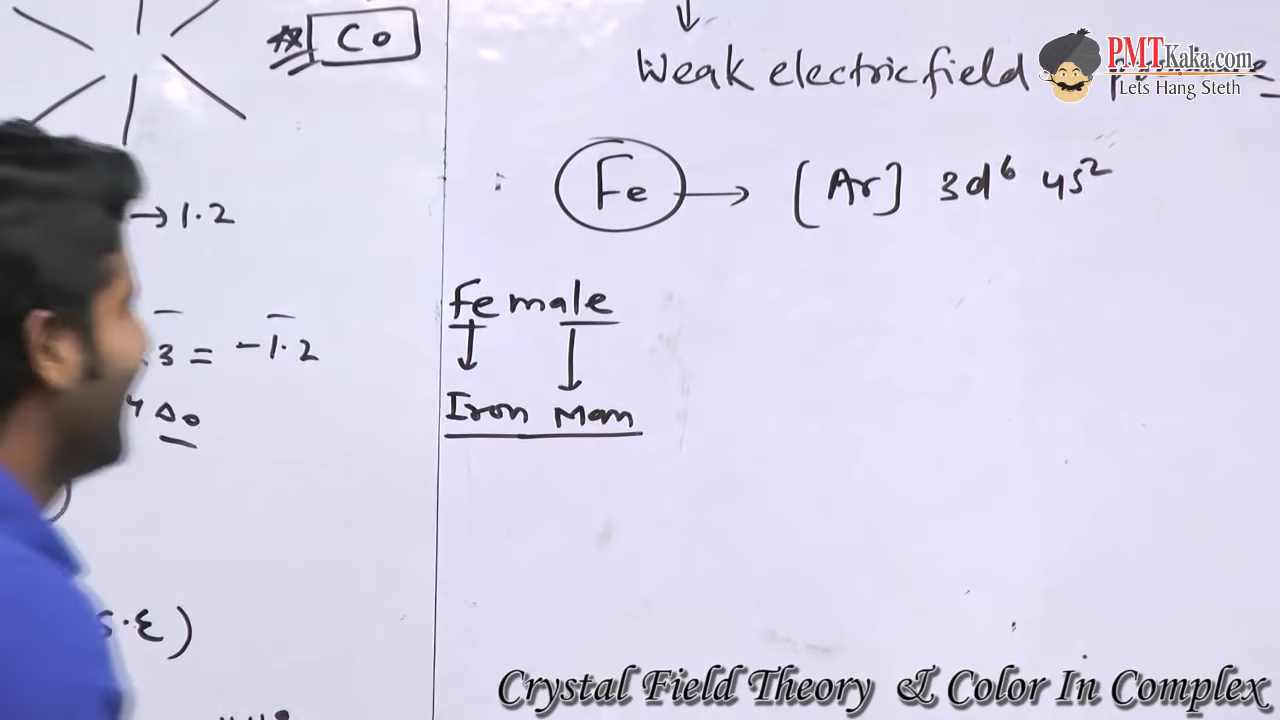 Co
Weak electric field
PMTKaka.com
Lets Hang Steth
Fe → [Ar] 3d⁶ 4s²
→ 1.2
Female
3 = -1.2
Δo
Iron Man
S.E)
Crystal Field Theory & Color In Complex